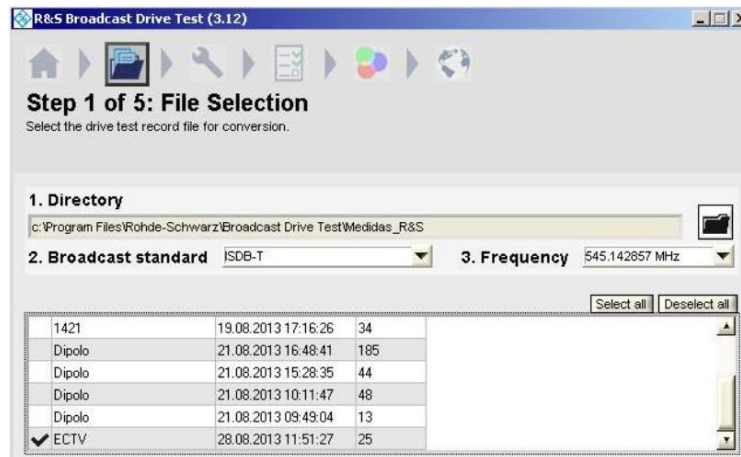 R&S Broadcast Drive Test (3.12)
Step 1 of 5: File Selection
Select the drive test record file for conversion.
1. Directory
c:\Program Files\Rohde-Schwarz\Broadcast Drive Test\Medidas_R&S
2. Broadcast standard ISDB-T 3. Frequency 545.142857 MHz
Select all Deselect all
1421 19.08.2013 17:16:26 34
Dipolo 21.08.2013 16:48:41 185
Dipolo 21.08.2013 15:28:35 44
Dipolo 21.08.2013 10:11:47 48
Dipolo 21.08.2013 09:49:04 13
ECTV 28.08.2013 11:51:27 25